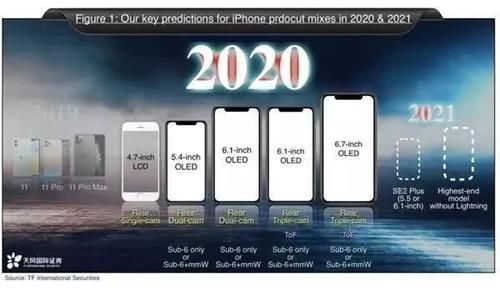 Figure 1: Our key predictions for iPhone prdocut mixes in 2020 & 2021
2020
2021
4.7-inch
LCD
5.4-inch
OLED
6.1-inch
OLED
6.1-inch
OLED
6.7-inch
OLED
11
11 Pro
11 Pro Max
SE2 Plus
(5.5 or
6.1-inch)
Highest-end
model
without Lightning
Rear
Single-cam
Rear
Dual-cam
Rear
Dual-cam
Rear
Triple-cam
Rear
Triple-cam
ToF
ToF
Sub-6 only
or
Sub-6+mmW
Sub-6 only
or
Sub-6+mmW
Sub-6 only
or
Sub-6+mmW
Sub-6 only
or
Sub-6+mmW
天风国际证券
TF INTERNATIONAL SECURITIES
Source: TF International Securities